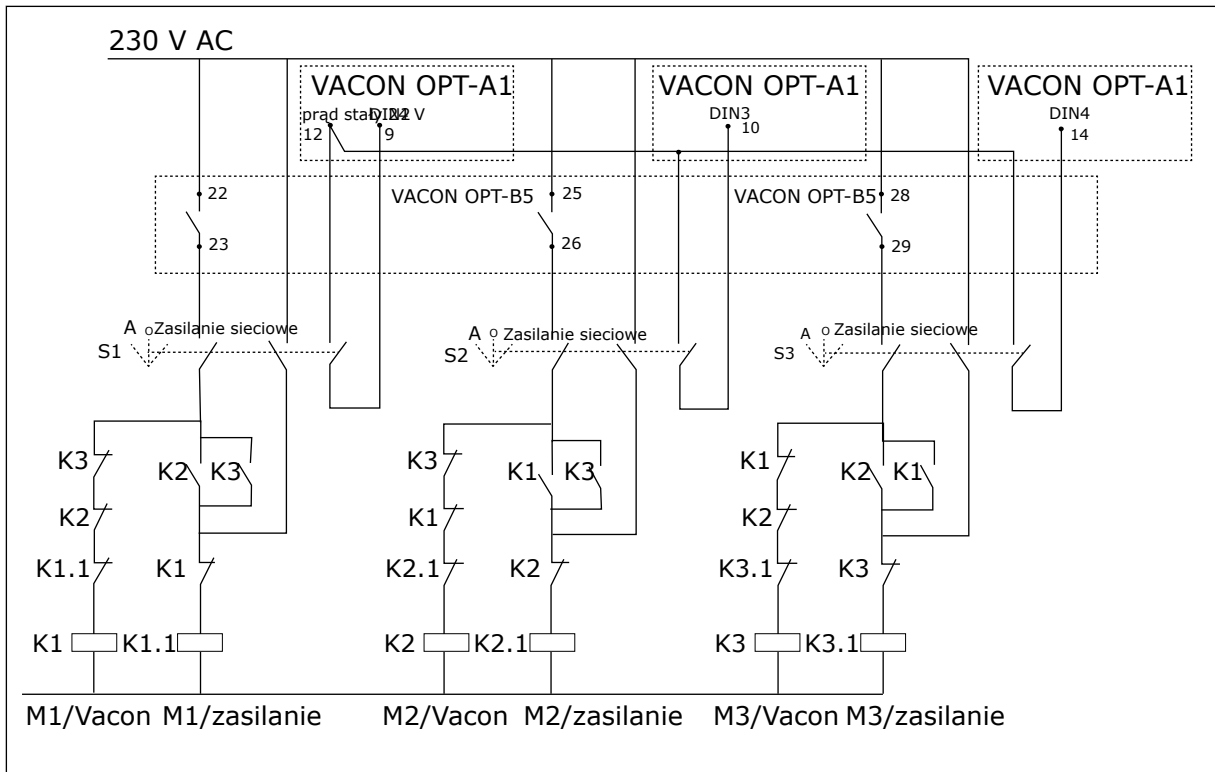 230 V AC
VACON OPT-A1
VACON OPT-A1
VACON OPT-A1
prąd stały 24 V
DIN2
12
9
DIN3
10
DIN4
14
22
VACON OPT-B5
25
VACON OPT-B5
28
23
26
29
A
O
Zasilanie sieciowe
S1
A
O
Zasilanie sieciowe
S2
A
O
Zasilanie sieciowe
S3
K3
K2
K3
K3
K1
K3
K1
K2
K1
K2
K1
K2
K1.1
K1
K2.1
K2
K3.1
K3
K1
K1.1
K2
K2.1
K3
K3.1
M1/Vacon
M1/zasilanie
M2/Vacon
M2/zasilanie
M3/Vacon
M3/zasilanie